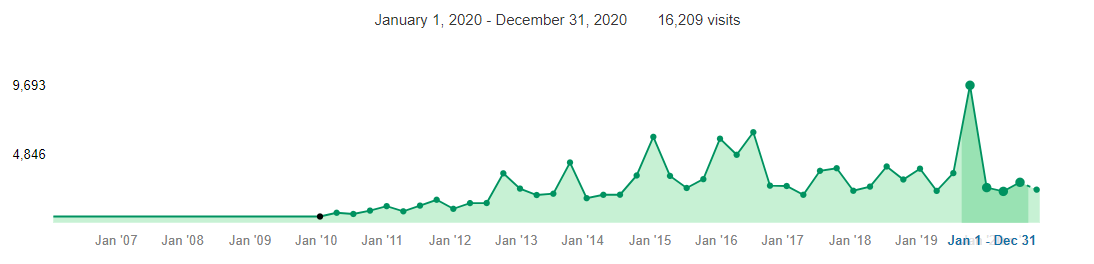 January 1, 2020 - December 31, 2020 16,209 visits
9,693
4,846
Jan '07 Jan '08 Jan '09 Jan '10 Jan '11 Jan '12 Jan '13 Jan '14 Jan '15 Jan '16 Jan '17 Jan '18 Jan '19 Jan 1 - Dec 31